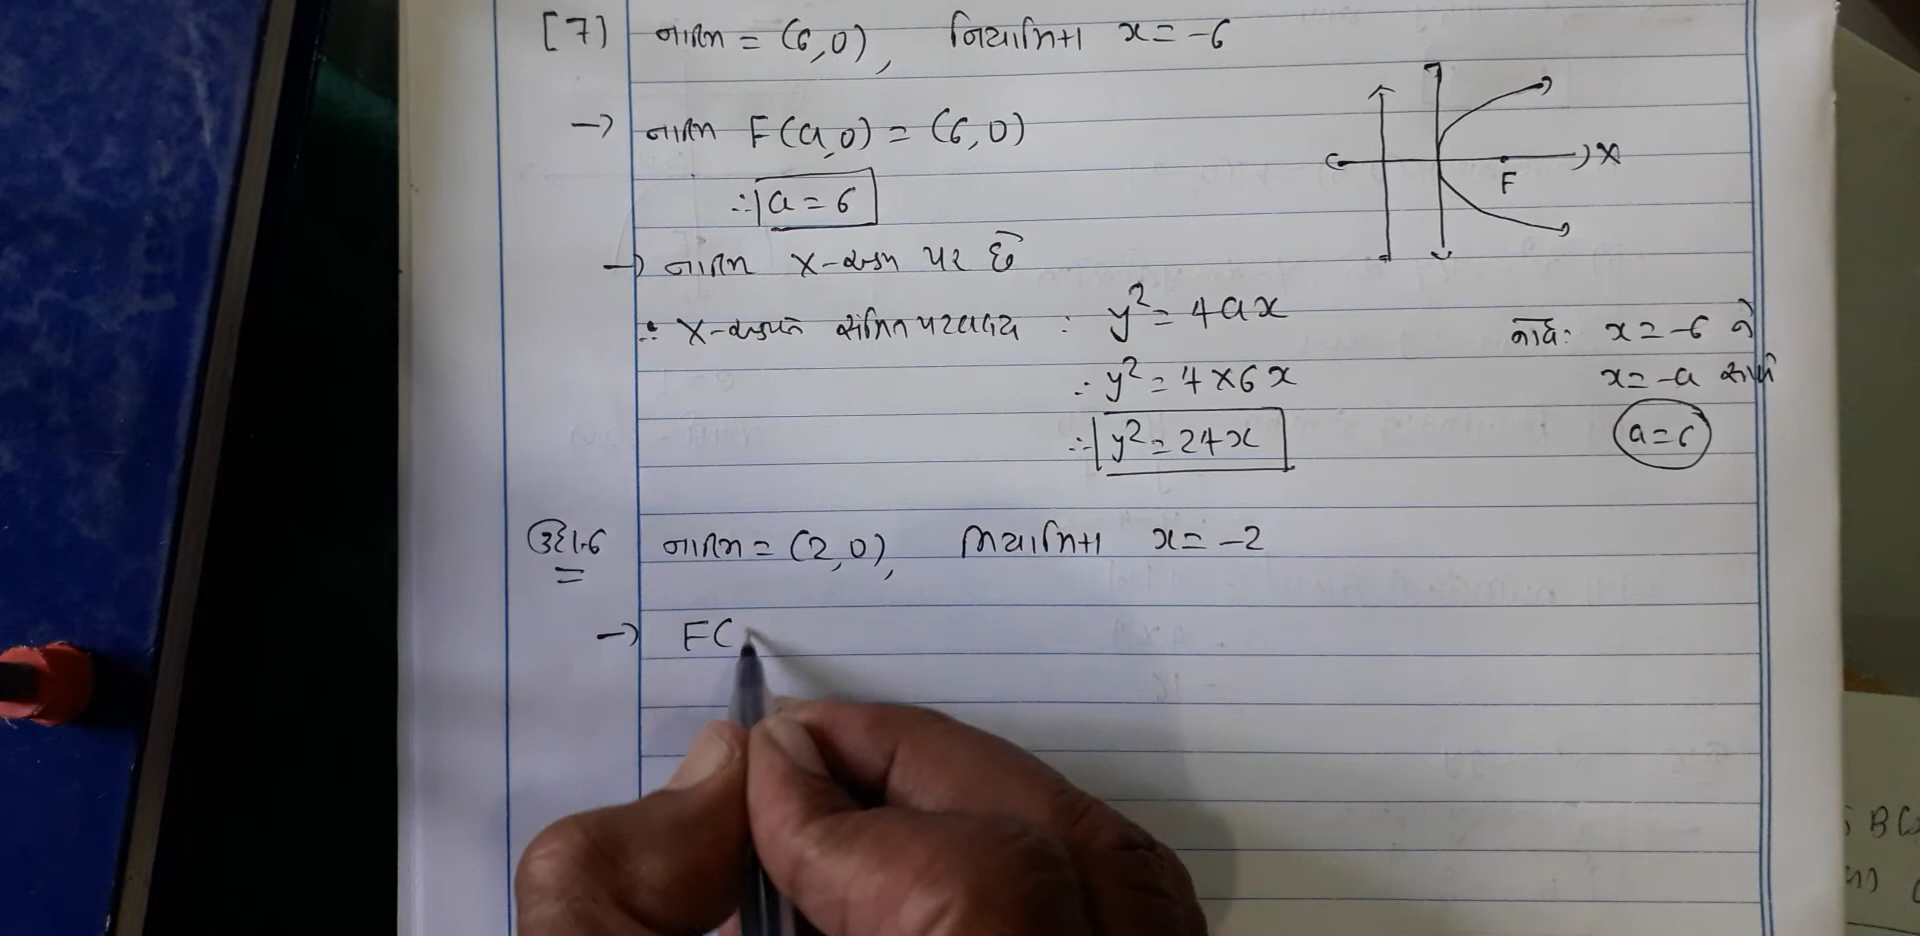 [7] નાભિ = (6,0), નિયામિકા x = -6
→ નાભિ F(a,0) = (6,0)
∴ a = 6
→ નાભિ X-અક્ષ પર છે
∴ X-અક્ષને સંમિત પરવલય : y² = 4ax
∴ y² = 4×6x
∴ y² = 24x
X
F
નોંધ: x = -6 ને
x = -a સાથે
a = 6
ઉદા.6 નાભિ = (2,0), નિયામિકા x = -2
→ F(